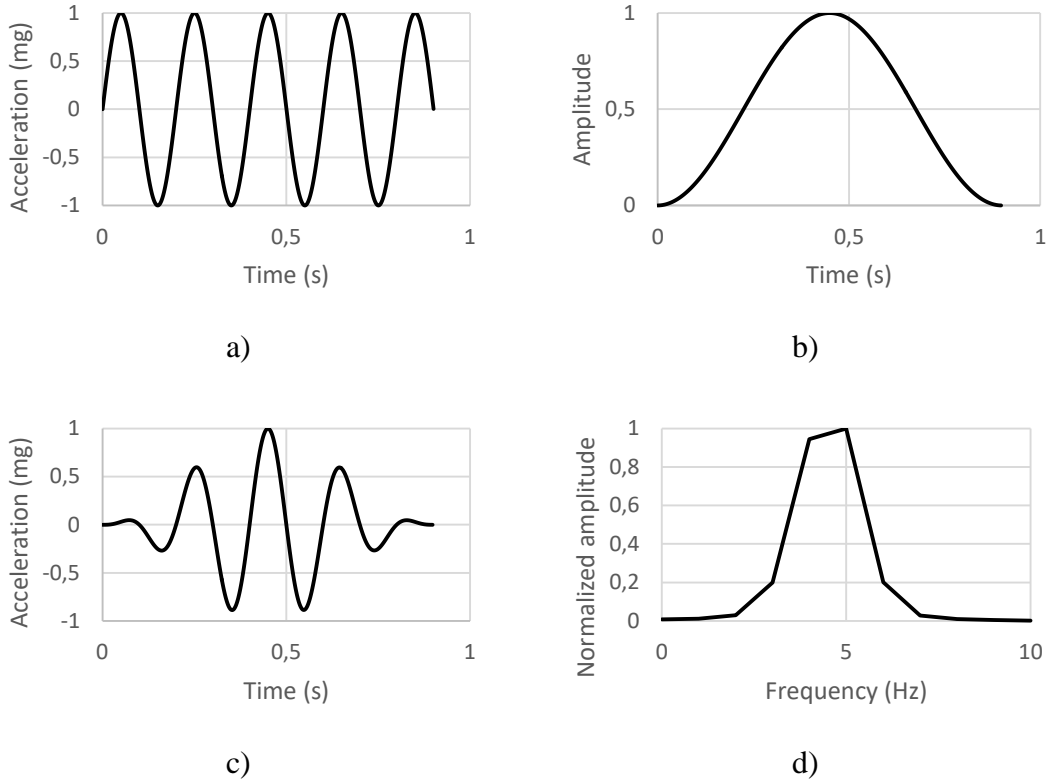 Acceleration (mg)
1
0,5
0
-0,5
-1
0
0,5
1
Time (s)
a)
Amplitude
1
0,5
0
0
0,5
1
Time (s)
b)
Acceleration (mg)
1
0,5
0
-0,5
-1
0
0,5
1
Time (s)
c)
Normalized amplitude
1
0,8
0,6
0,4
0,2
0
0
5
10
Frequency (Hz)
d)